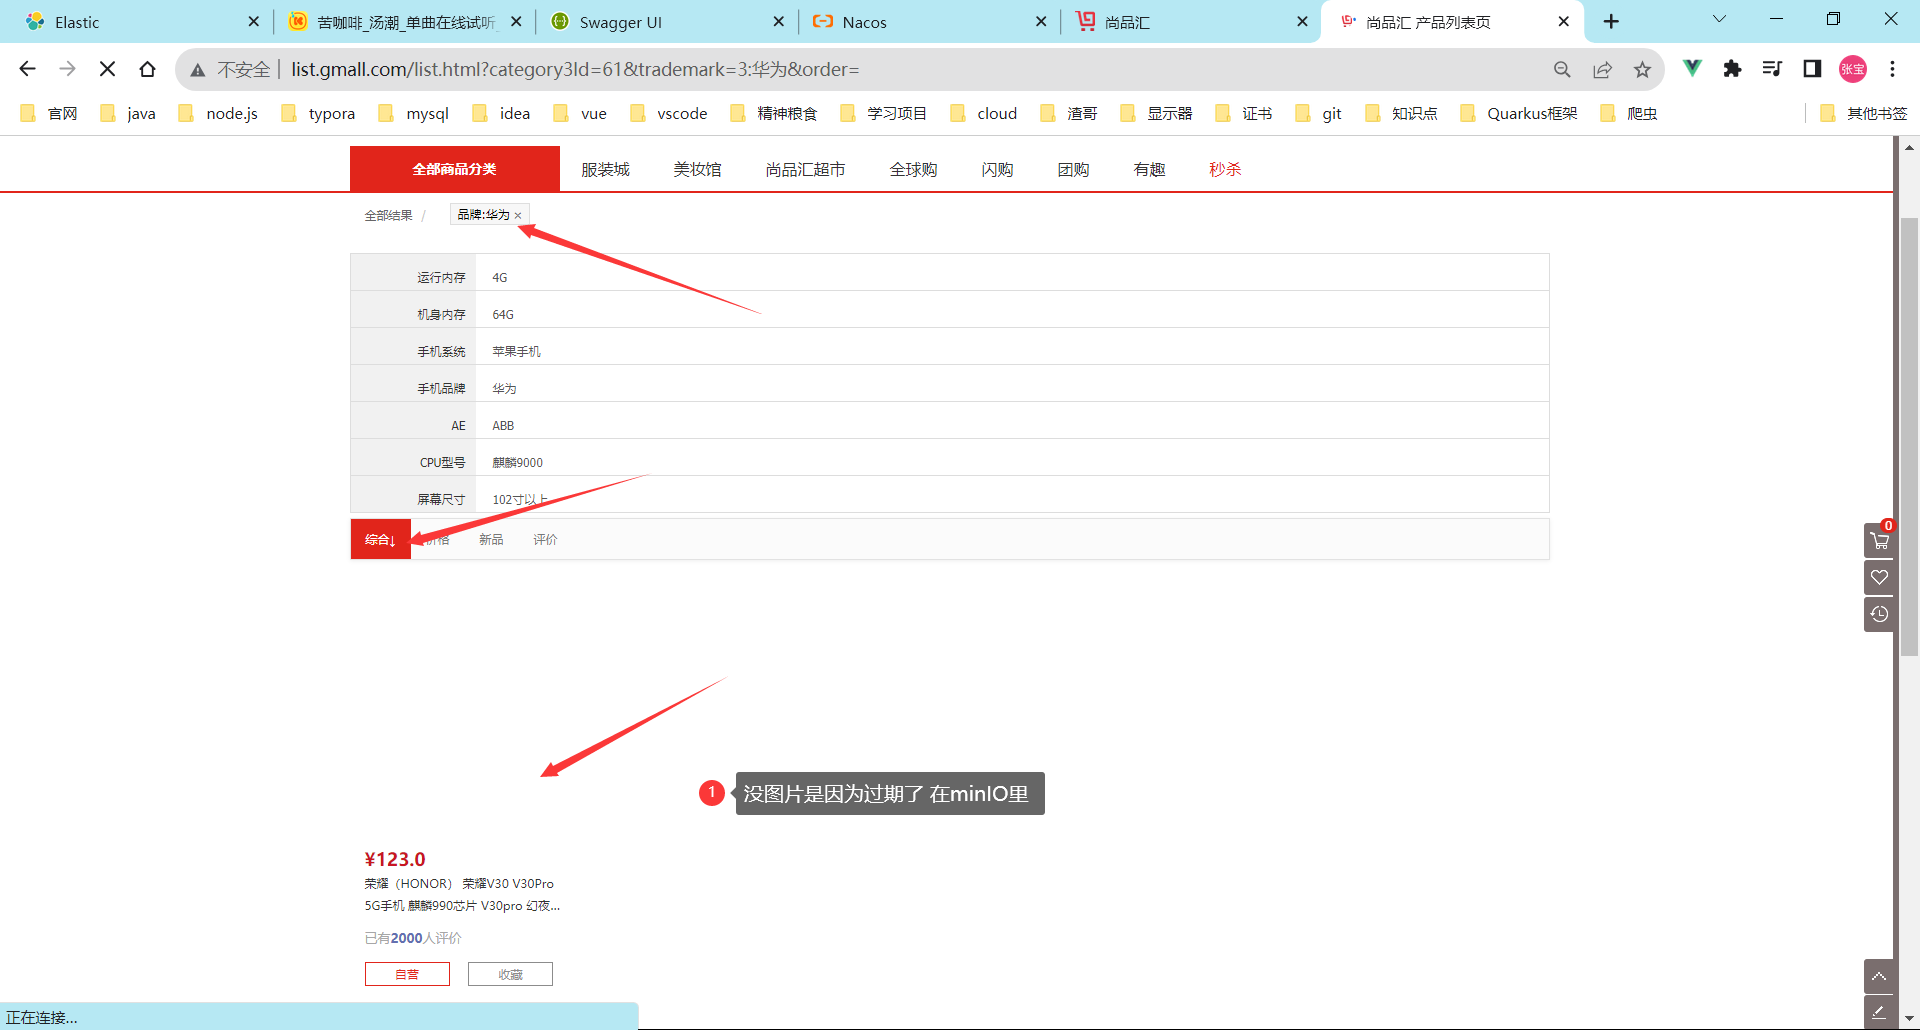 Elastic
苦咖啡_汤潮_单曲在线试听_
Swagger UI
Nacos
尚品汇
尚品汇 产品列表页
不安全
list.gmall.com/list.html?category3Id=61&trademark=3:华为&order=
张宝
官网
java
node.js
typora
mysql
idea
vue
vscode
精神粮食
学习项目
cloud
渣哥
显示器
证书
git
知识点
Quarkus框架
爬虫
其他书签
全部商品分类
服装城
美妆馆
尚品汇超市
全球购
闪购
团购
有趣
秒杀
全部结果 /
品牌:华为 ×
运行内存 4G
机身内存 64G
手机系统 苹果手机
手机品牌 华为
AE ABB
CPU型号 麒麟9000
屏幕尺寸 102寸以上
综合↓
价格
新品
评价
0
1
没图片是因为过期了 在minIO里
¥123.0
荣耀（HONOR） 荣耀V30 V30Pro
5G手机 麒麟990芯片 V30pro 幻夜...
已有2000人评价
自营
收藏
正在连接...